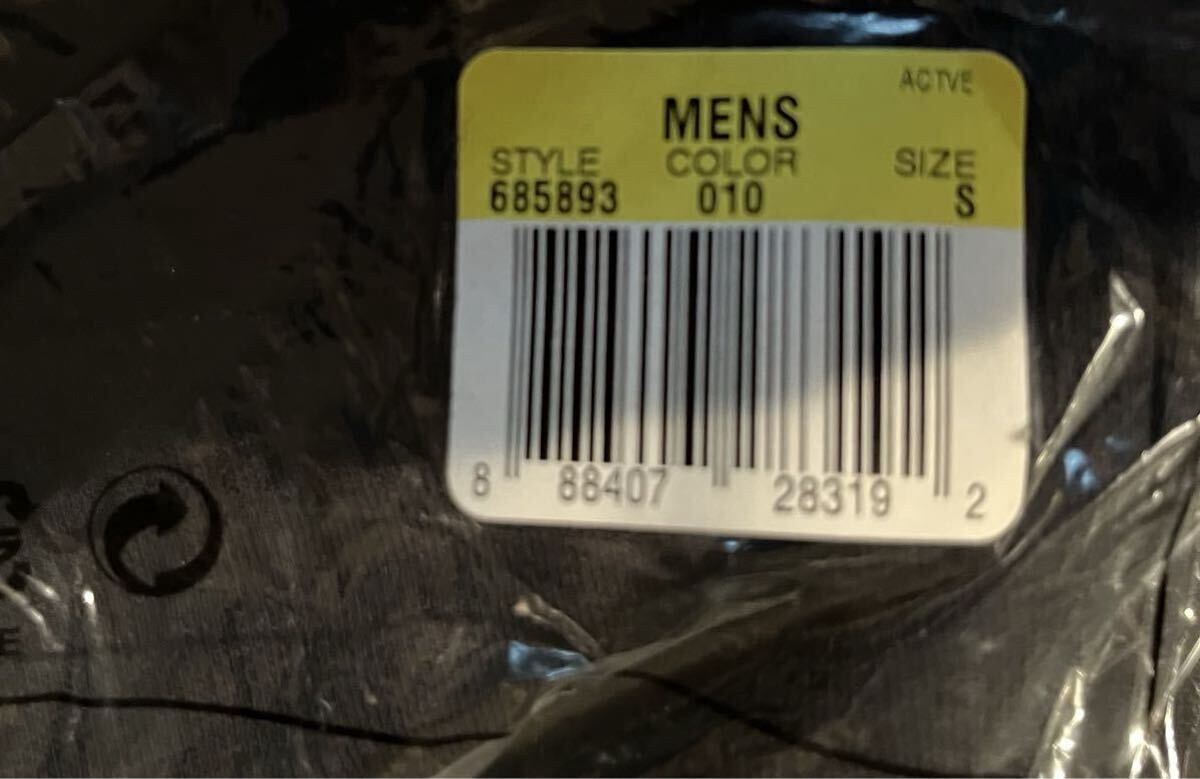 ACTVE
MENS
STYLE COLOR SIZE
685893 010 S
8 88407 28319 2
E